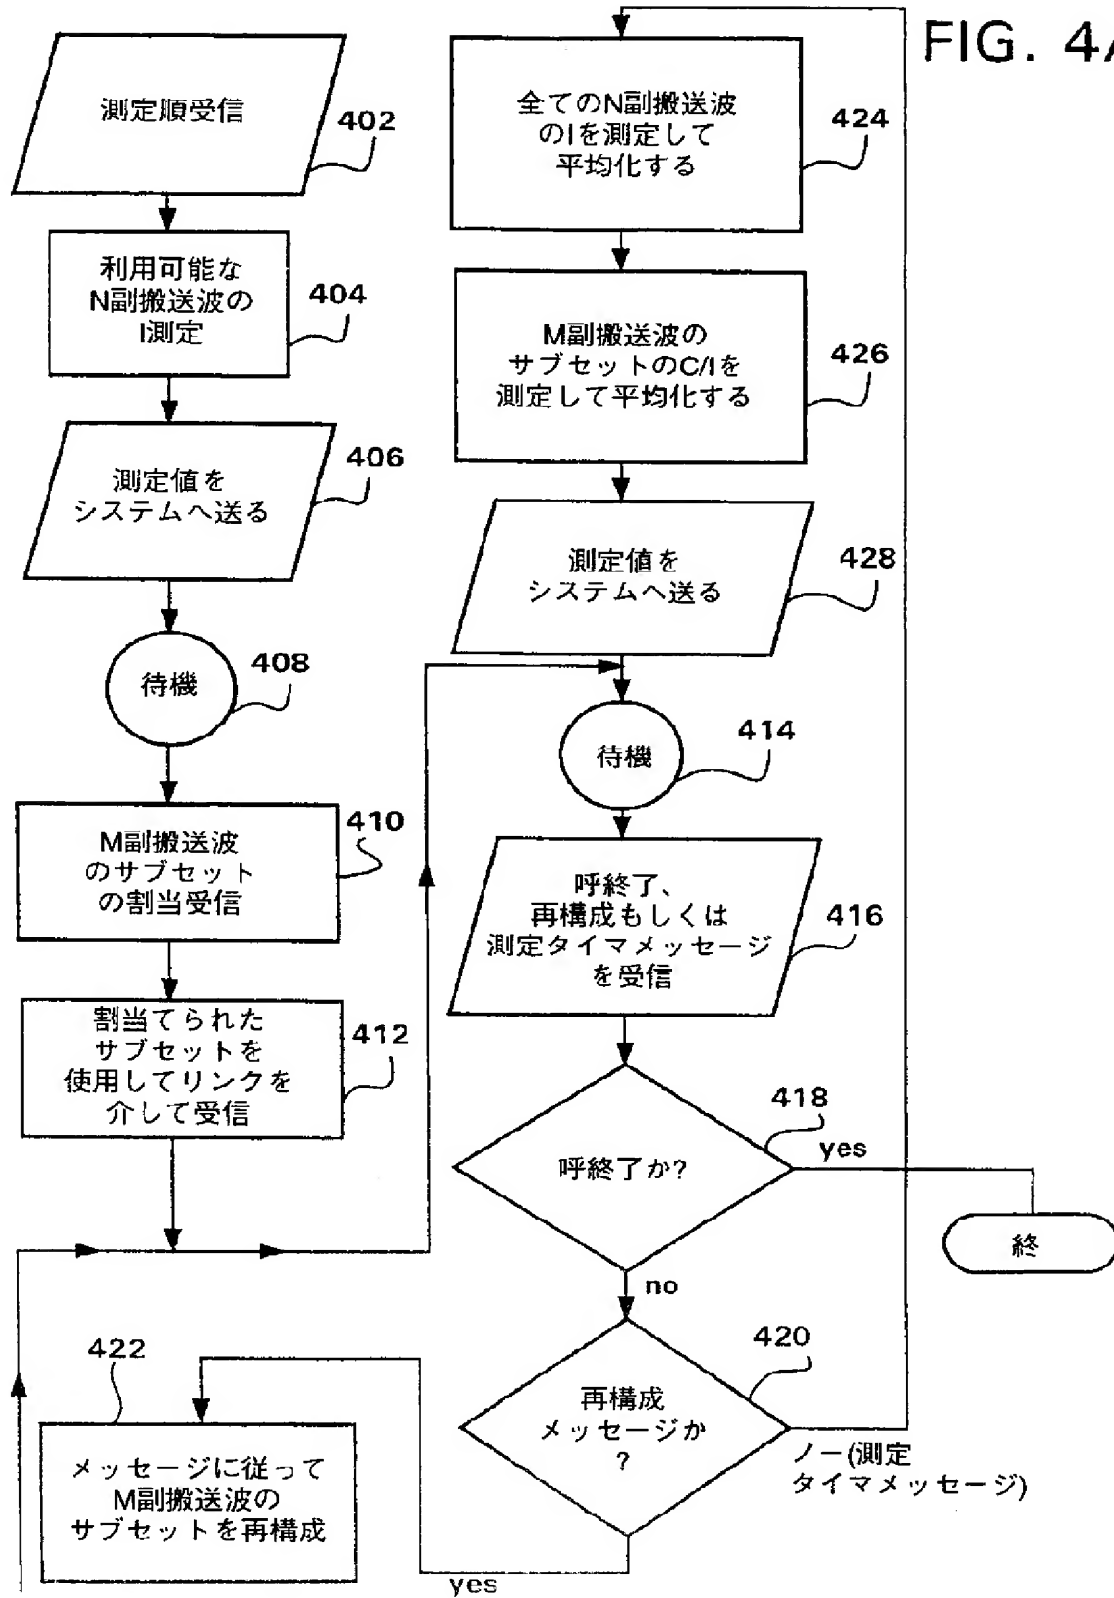 FIG. 4A
測定順受信
402
利用可能な
N副搬送波の
I測定
404
測定値を
システムへ送る
406
待機
408
M副搬送波
のサブセット
の割当受信
410
割当てられた
サブセットを
使用してリンクを
介して受信
412
422
メッセージに従って
M副搬送波の
サブセットを再構成
全てのN副搬送波
のIを測定して
平均化する
424
M副搬送波の
サブセットのC/Iを
測定して平均化する
426
測定値を
システムへ送る
428
待機
414
呼終了、
再構成もしくは
測定タイマメッセージ
を受信
416
呼終了か?
418
yes
終
no
再構成
メッセージか
?
420
ノー(測定
タイマメッセージ)
yes